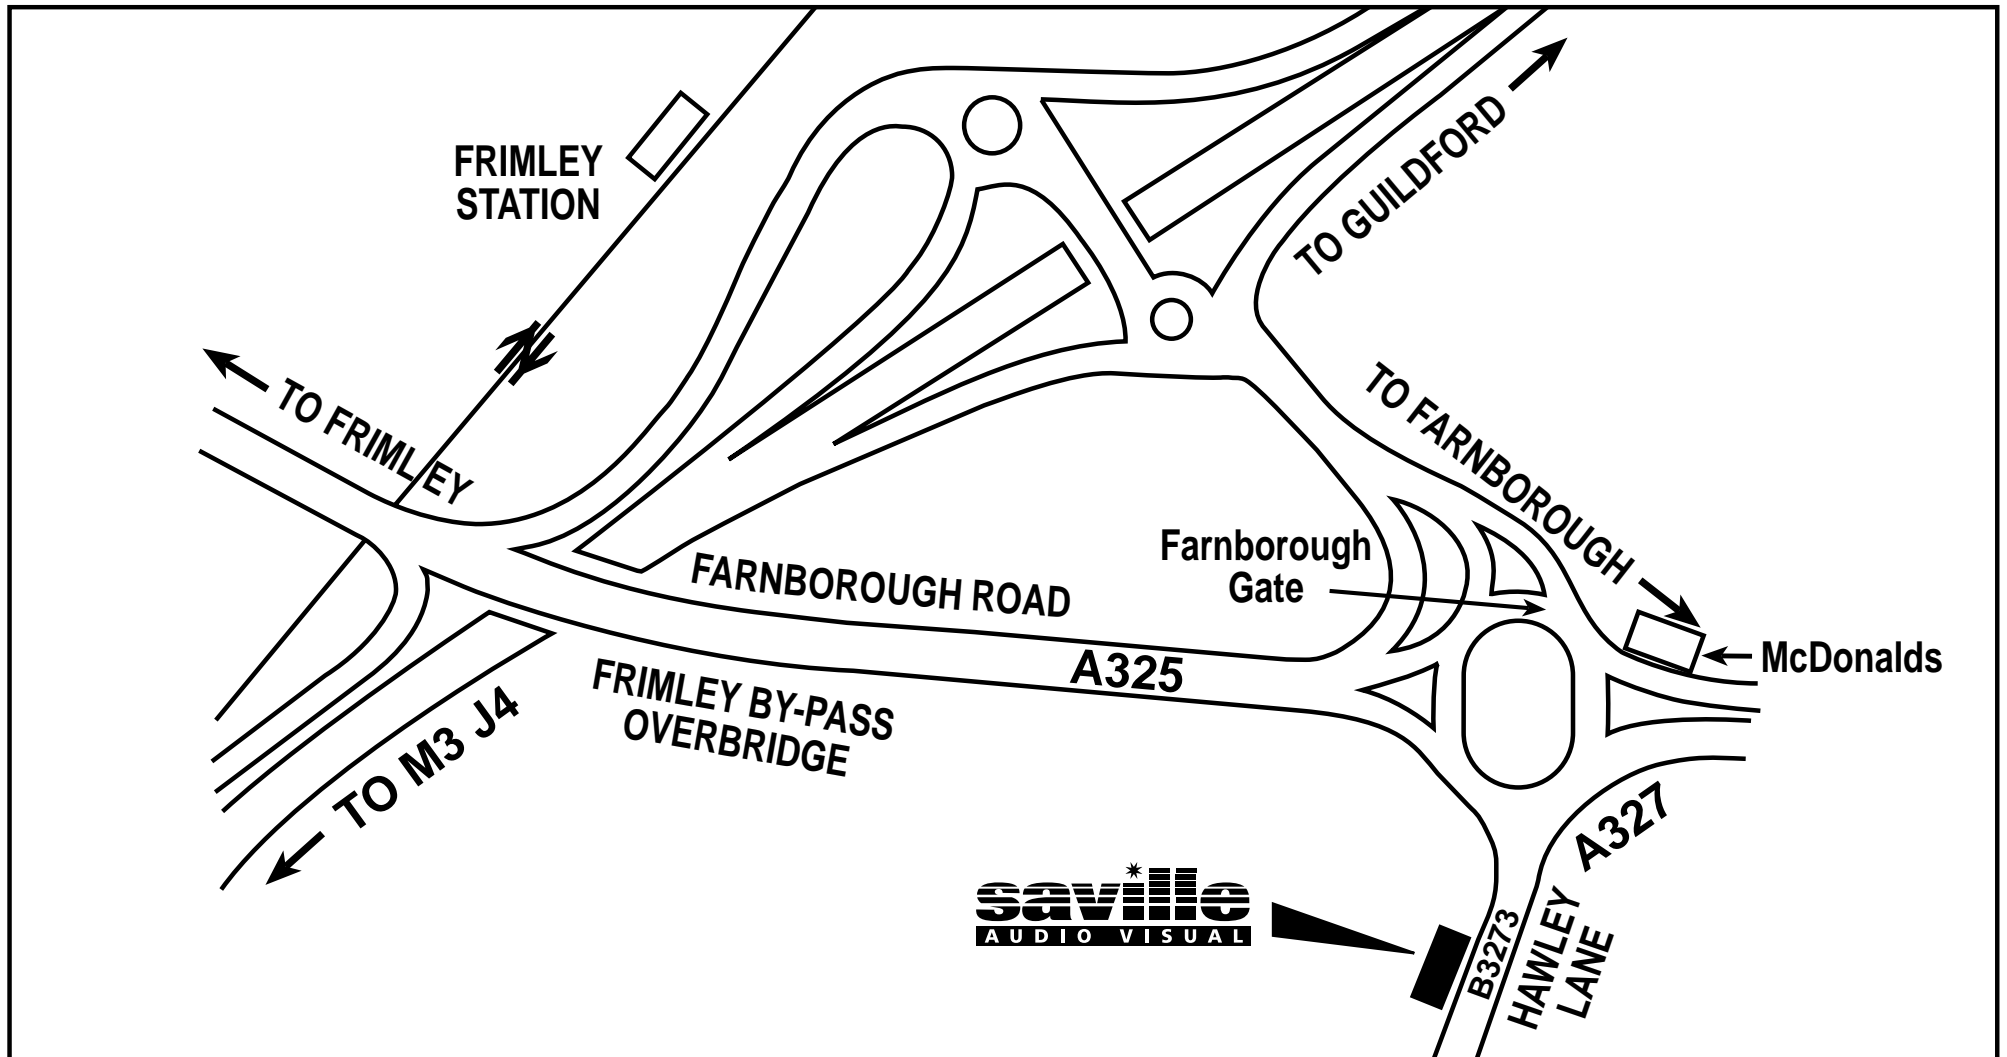 FRIMLEY
STATION
TO GUILDFORD
TO FRIMLEY
TO FARNBOROUGH
Farnborough
Gate
FARNBOROUGH ROAD
A325
McDonalds
FRIMLEY BY-PASS
OVERBRIDGE
TO M3 J4
A327
saville
AUDIO VISUAL
B3273
HAWLEY
LANE